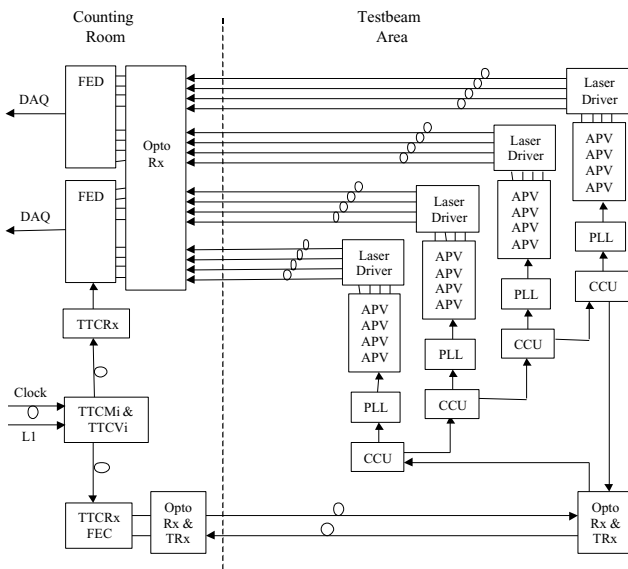 Counting
Room
Testbeam
Area
FED
DAQ
Opto
Rx
FED
DAQ
TTCRx
Clock
L1
TTCMi &
TTCVi
TTCRx
FEC
Opto
Rx &
TRx
Laser
Driver
APV
APV
APV
APV
PLL
CCU
Laser
Driver
APV
APV
APV
APV
PLL
CCU
Laser
Driver
APV
APV
APV
APV
PLL
CCU
Laser
Driver
APV
APV
APV
APV
PLL
CCU
Opto
Rx &
TRx